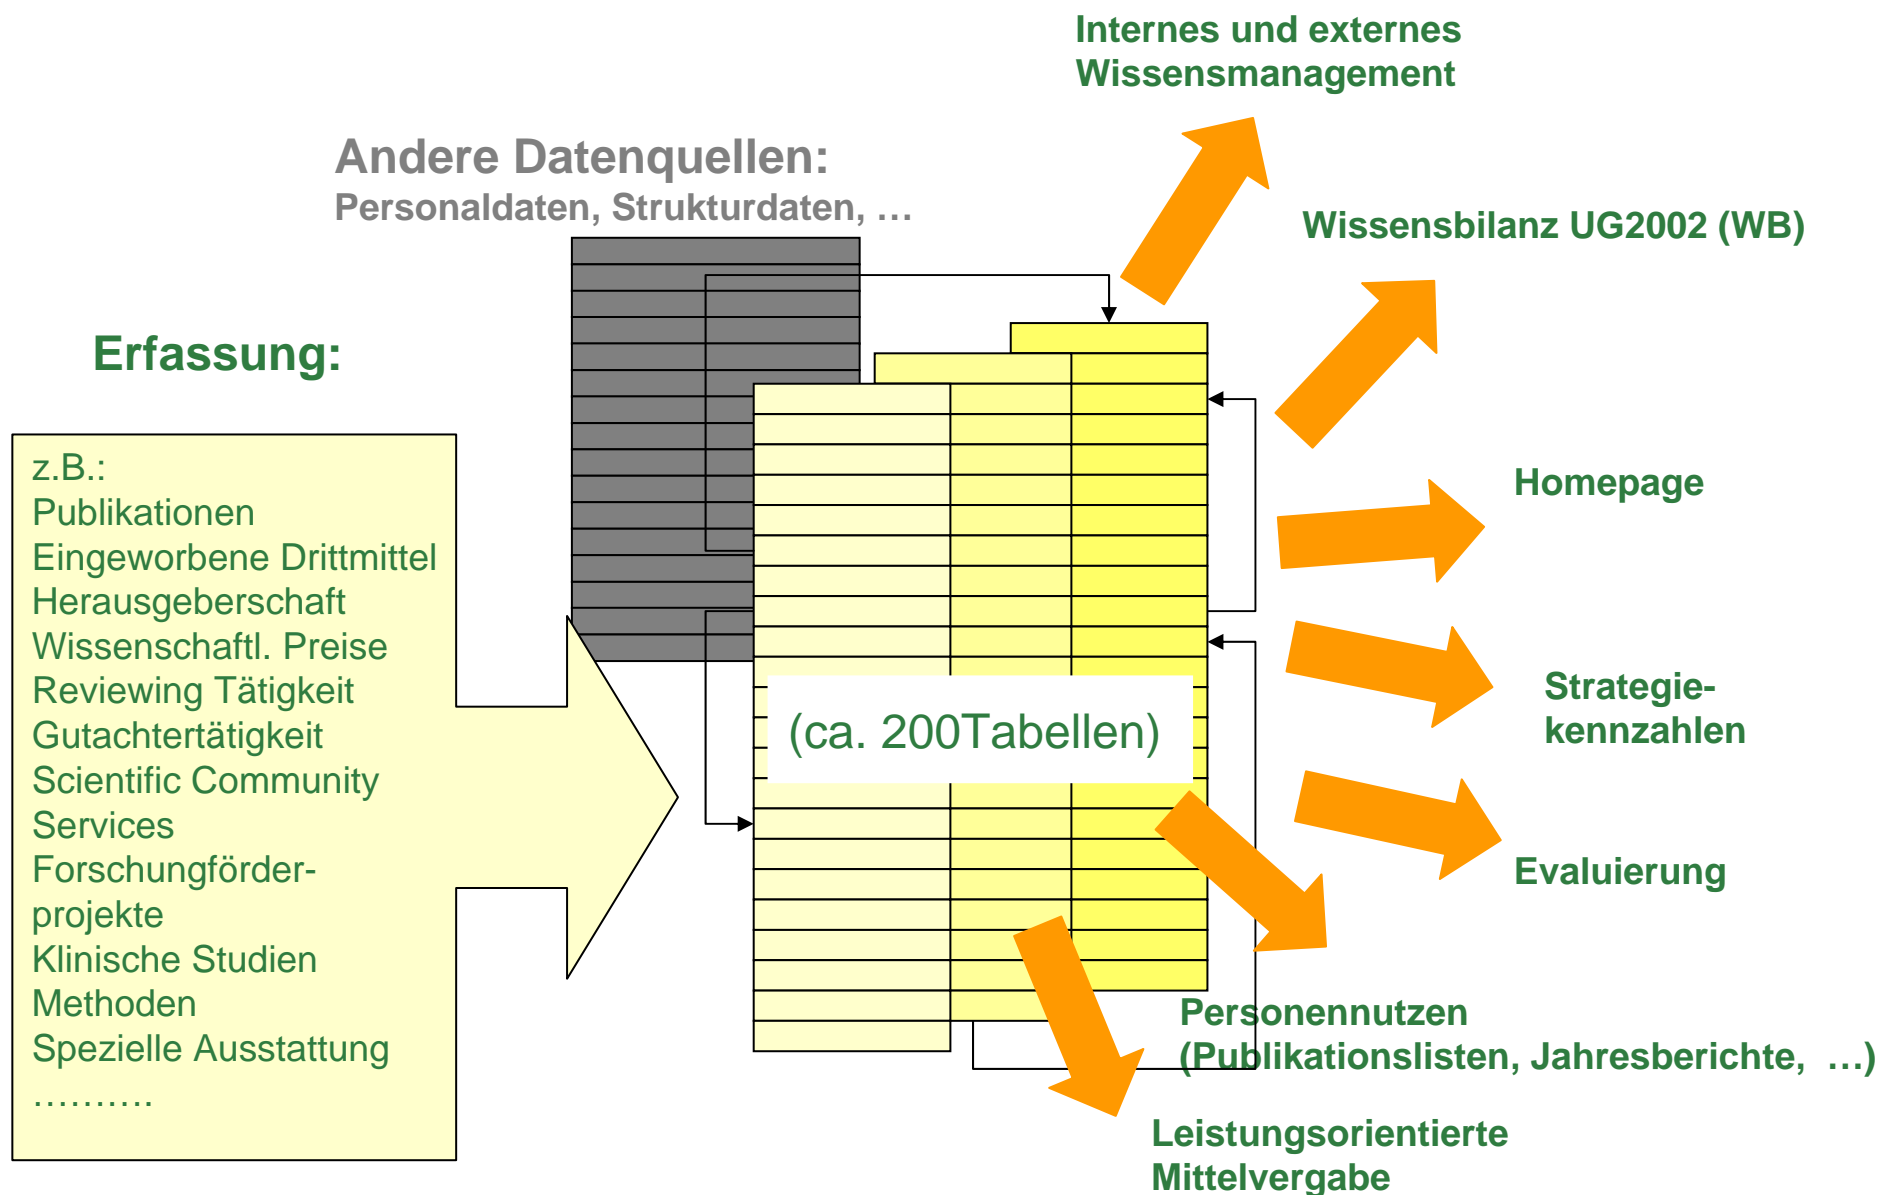 Internes und externes
Wissensmanagement
Andere Datenquellen:
Personaldaten, Strukturdaten, …
Wissensbilanz UG2002 (WB)
Erfassung:
z.B.:
Publikationen
Eingeworbene Drittmittel
Herausgeberschaft
Wissenschaftl. Preise
Reviewing Tätigkeit
Gutachtertätigkeit
Scientific Community
Services
Forschungförder-
projekte
Klinische Studien
Methoden
Spezielle Ausstattung
……….
(ca. 200Tabellen)
Homepage
Strategie-
kennzahlen
Evaluierung
Personennutzen
(Publikationslisten, Jahresberichte, …)
Leistungsorientierte
Mittelvergabe